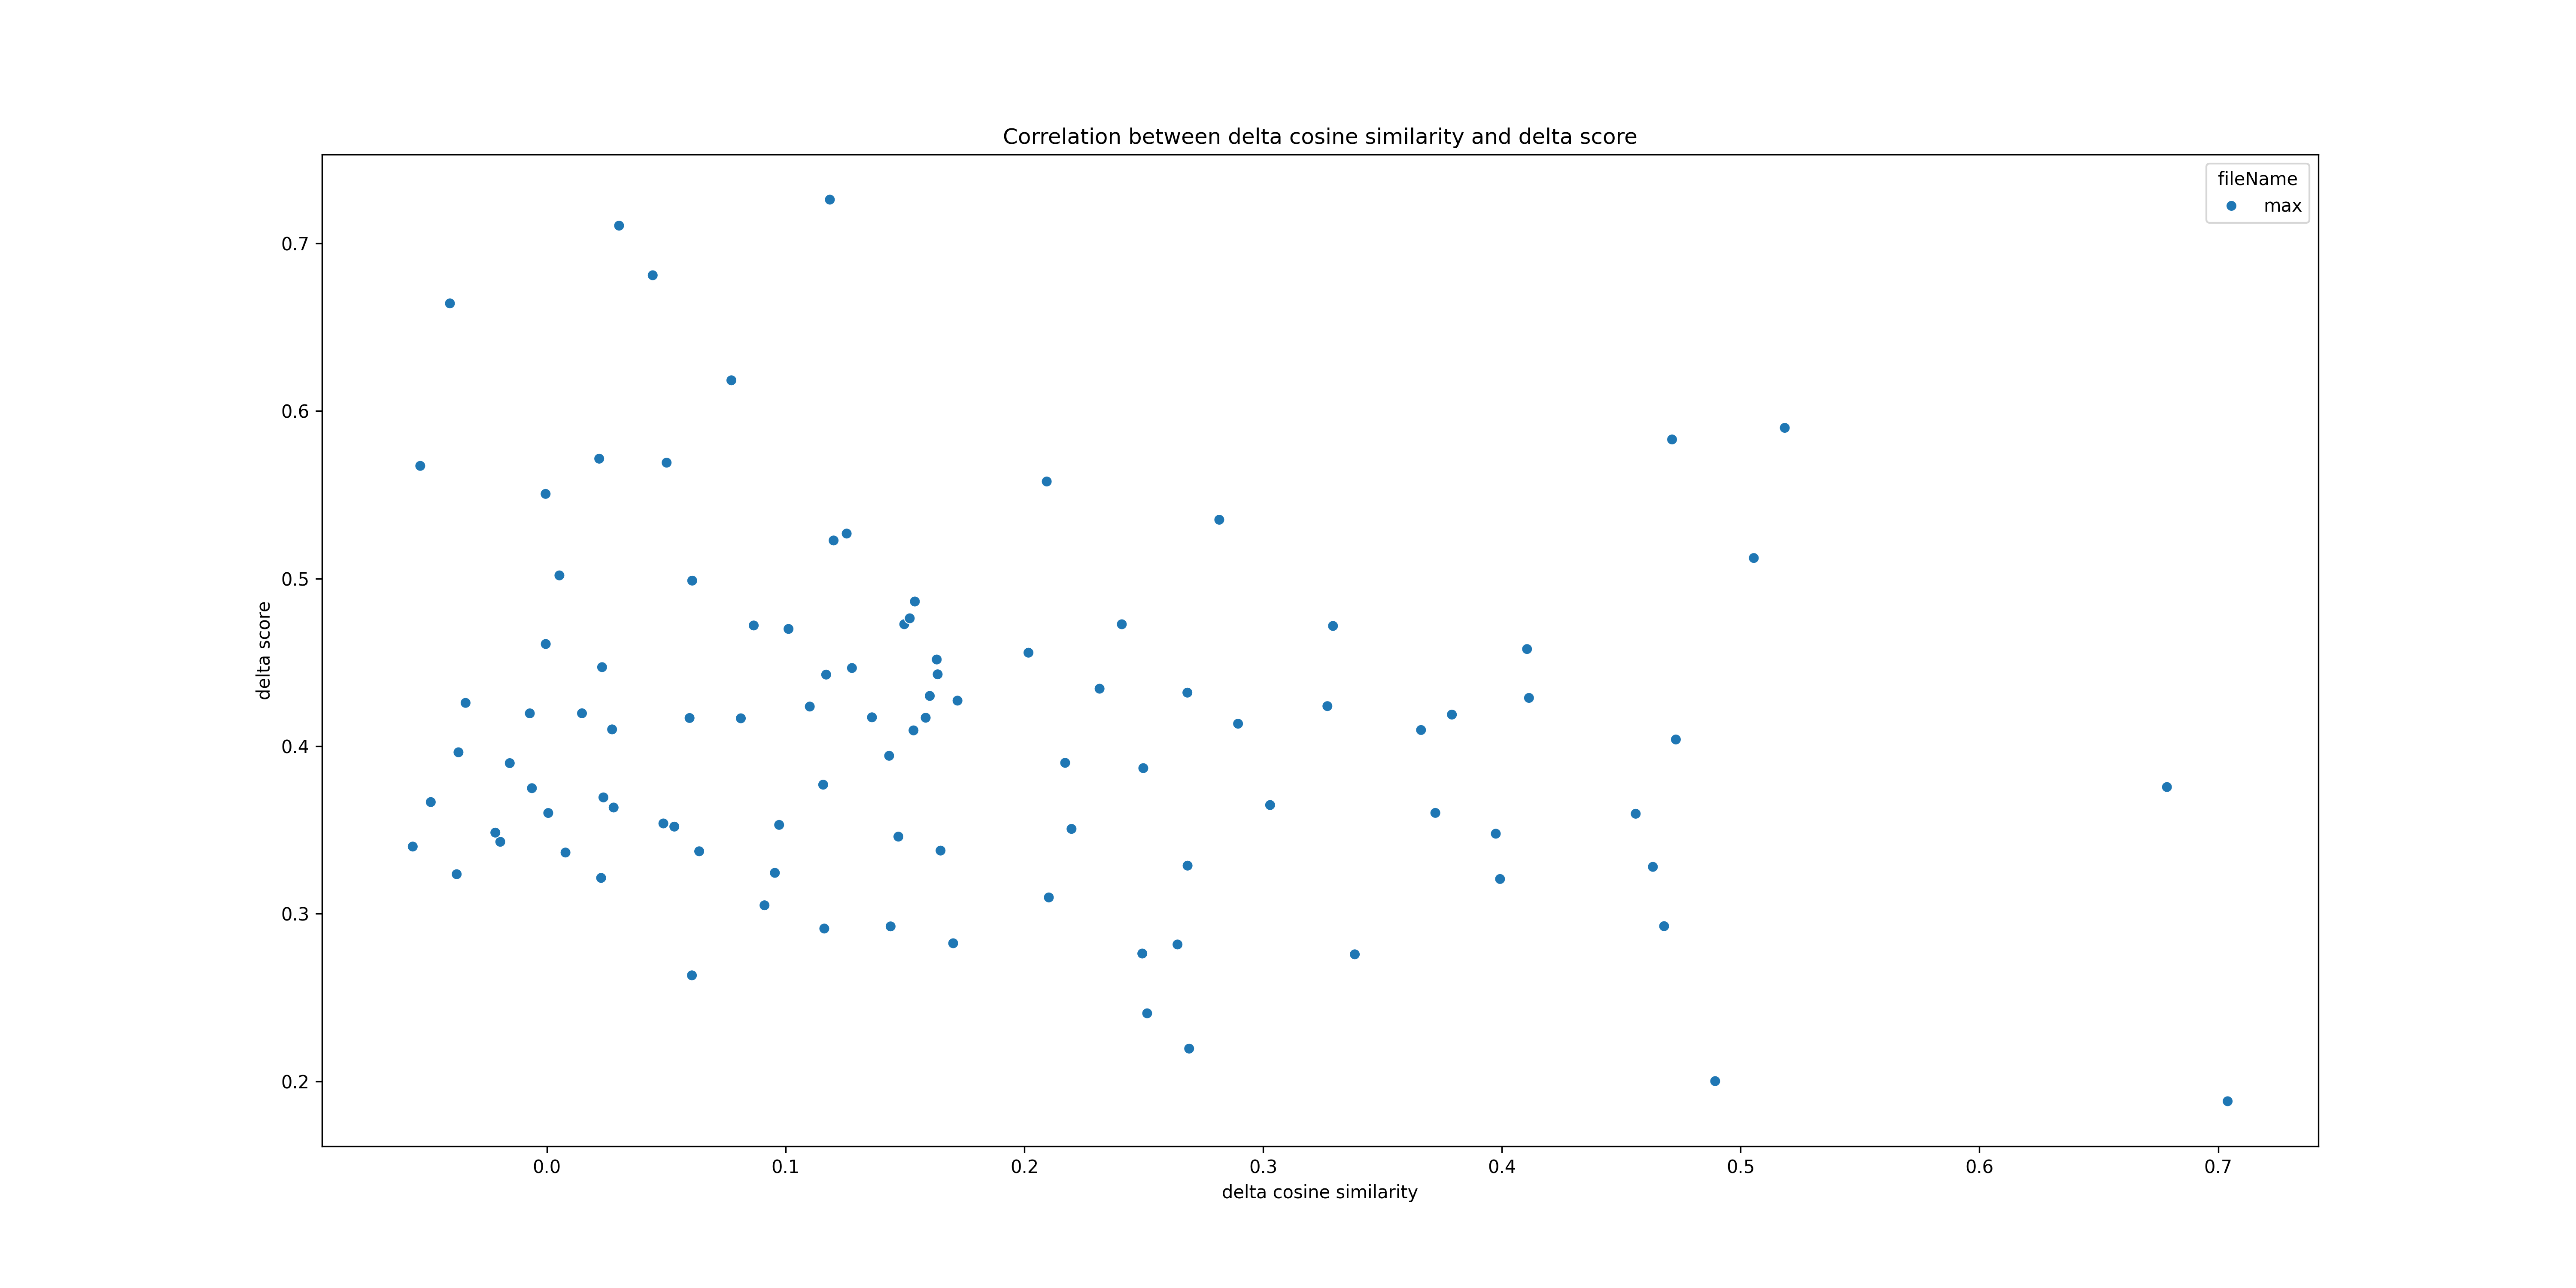 Correlation between delta cosine similarity and delta score
fileName
max
0.7
0.6
0.5
0.4
0.3
0.2
delta score
0.0 0.1 0.2 0.3 0.4 0.5 0.6 0.7
delta cosine similarity